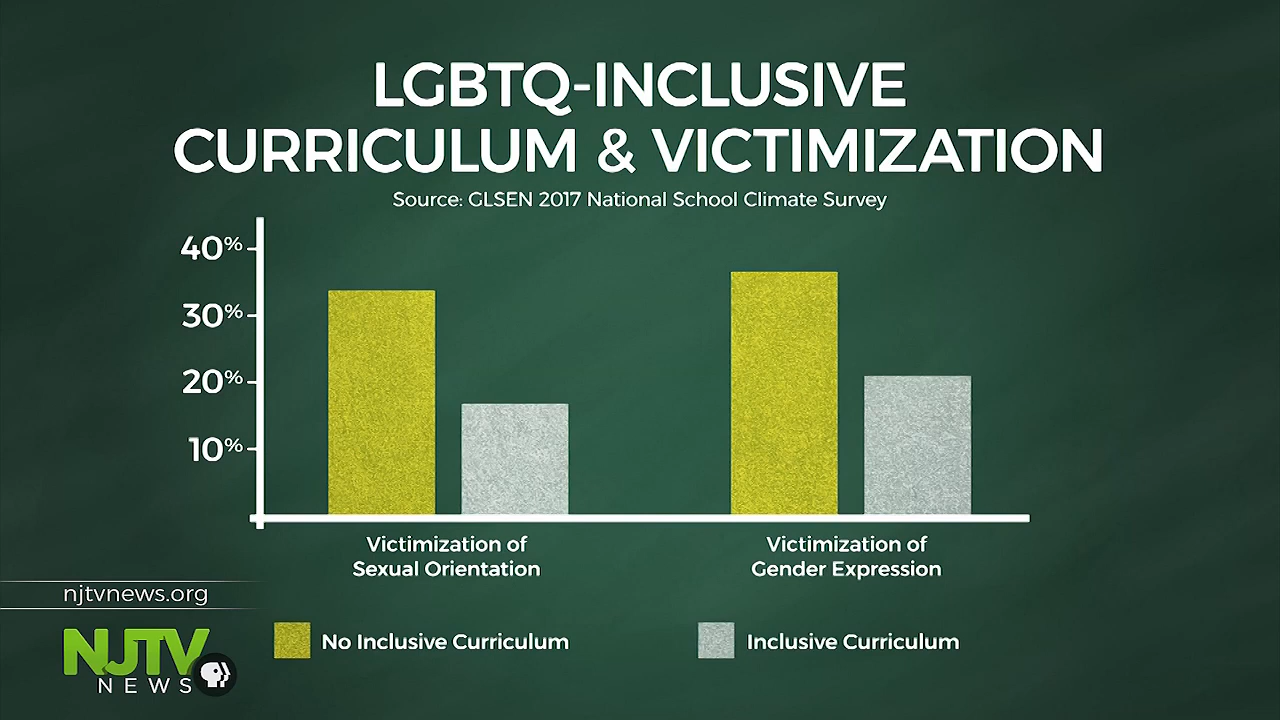 LGBTQ-INCLUSIVE
CURRICULUM & VICTIMIZATION
Source: GLSEN 2017 National School Climate Survey
40%
30%
20%
10%
Victimization of
Sexual Orientation
Victimization of
Gender Expression
No Inclusive Curriculum
Inclusive Curriculum
njtvnews.org
NJTV
NEWS